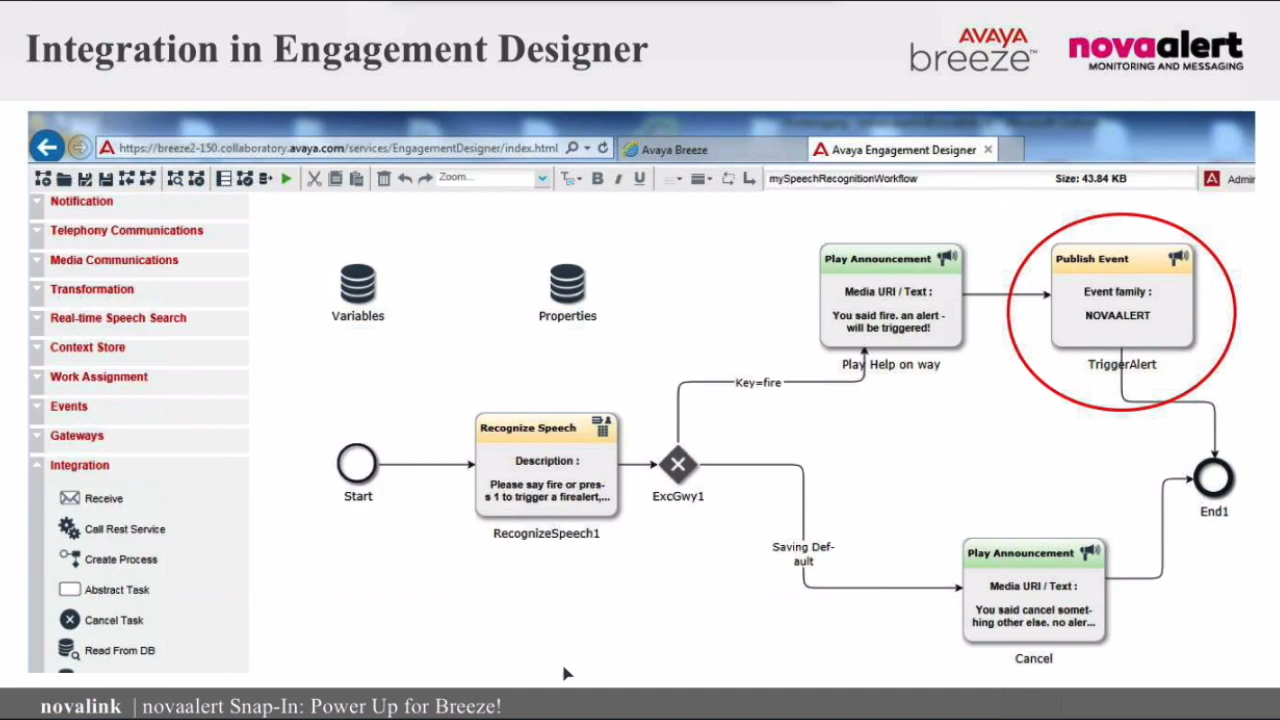 Integration in Engagement Designer
AVAYA
breeze™
novaalert
MONITORING AND MESSAGING
https://breeze2-150.collaboratory.avaya.com/services/EngagementDesigner/index.html
Avaya Breeze
Avaya Engagement Designer
Zoom...
B I U
mySpeechRecognitionWorkflow
Size: 43.84 KB
Admin
Notification
Telephony Communications
Media Communications
Transformation
Real-time Speech Search
Context Store
Work Assignment
Events
Gateways
Integration
Receive
Call Rest Service
Create Process
Abstract Task
Cancel Task
Read From DB
Variables
Properties
Play Announcement
Media URI / Text :
You said fire. an alert -
will be triggered!
Play Help on way
Publish Event
Event family :
NOVAALERT
TriggerAlert
Key=fire
Start
Recognize Speech
Description :
Please say fire or pres-
s 1 to trigger a firealert,...
RecognizeSpeech1
ExcGwy1
End1
Saving Def-
ault
Play Announcement
Media URI / Text :
You said cancel somet-
hing other else. no aler...
Cancel
novalink | novaalert Snap-In: Power Up for Breeze!